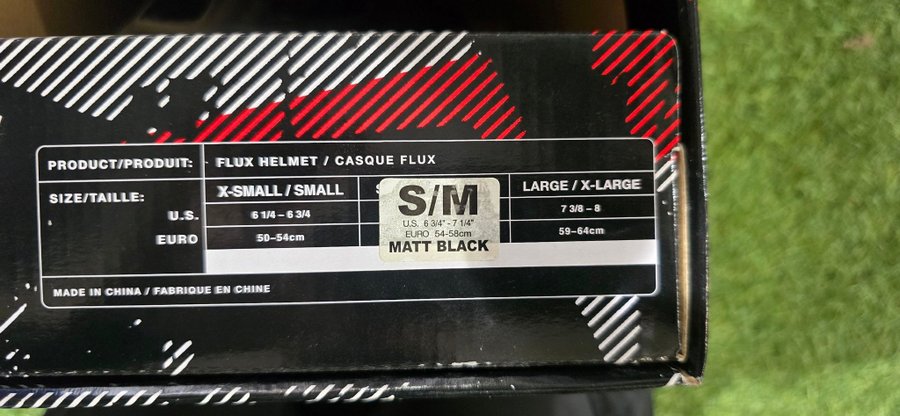 PRODUCT/PRODUIT: FLUX HELMET / CASQUE FLUX
SIZE/TAILLE: X-SMALL / SMALL S LARGE / X-LARGE
U.S. 6 1/4 – 6 3/4 7 3/8 – 8
EURO 50–54cm 59–64cm
S/M
U.S. 6 3/4" - 7 1/4"
EURO 54-58cm
MATT BLACK
MADE IN CHINA / FABRIQUE EN CHINE